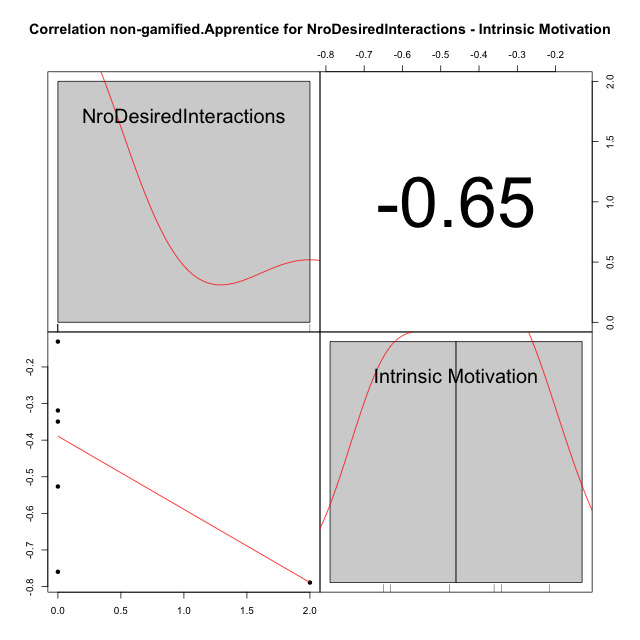 Correlation non-gamified.Apprentice for NroDesiredInteractions - Intrinsic Motivation
-0.8 -0.7 -0.6 -0.5 -0.4 -0.3 -0.2
NroDesiredInteractions
-0.65
2.0
1.5
1.0
0.5
0.0
-0.2
-0.3
-0.4
-0.5
-0.6
-0.7
-0.8
Intrinsic Motivation
0.0 0.5 1.0 1.5 2.0